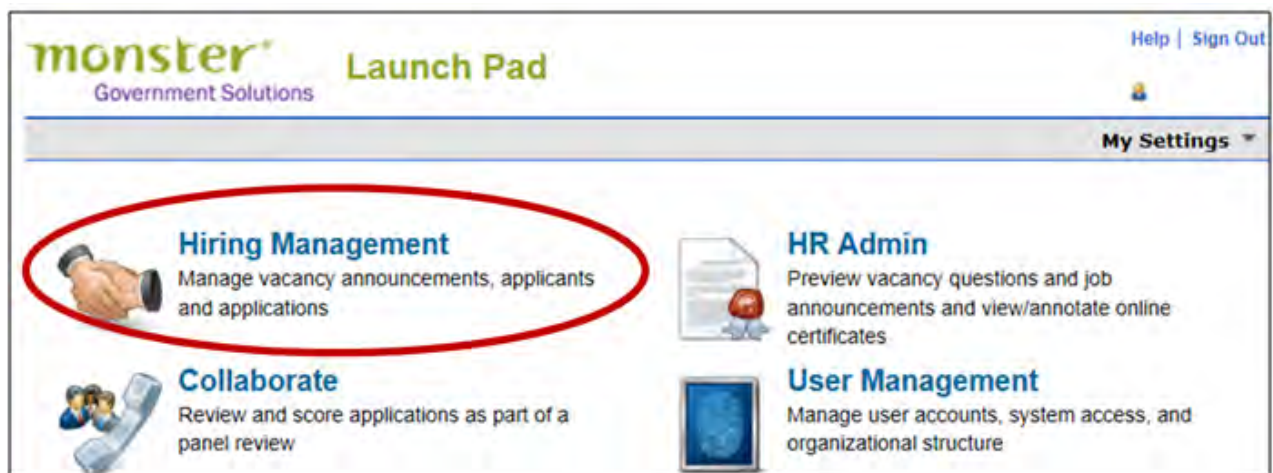 monster
Government Solutions
Launch Pad
Help | Sign Out
My Settings
Hiring Management
Manage vacancy announcements, applicants
and applications
HR Admin
Preview vacancy questions and job
announcements and view/annotate online
certificates
Collaborate
Review and score applications as part of a
panel review
User Management
Manage user accounts, system access, and
organizational structure